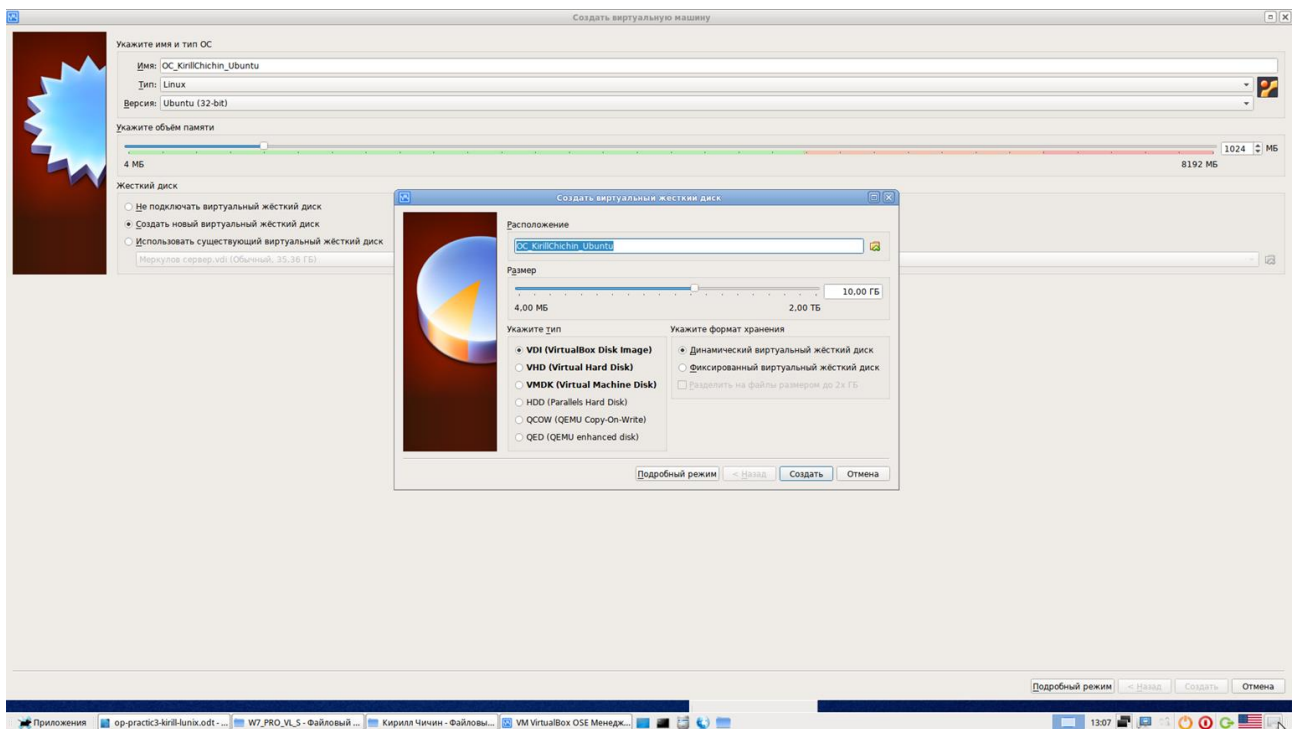 Создать виртуальную машину
Укажите имя и тип ОС
Имя: OC_KirillChichin_Ubuntu
Тип: Linux
Версия: Ubuntu (32-bit)
Укажите объём памяти
1024 МБ
4 МБ 8192 МБ
Жесткий диск
Не подключать виртуальный жёсткий диск
Создать новый виртуальный жёсткий диск
Использовать существующий виртуальный жёсткий диск
Меркулов сервер.vdi (Обычный, 35.36 ГБ)
Создать виртуальный жесткий диск
Расположение
OC_KirillChichin_Ubuntu
Размер
10,00 ГБ
4,00 МБ 2,00 ТБ
Укажите тип
VDI (VirtualBox Disk Image)
VHD (Virtual Hard Disk)
VMDK (Virtual Machine Disk)
HDD (Parallels Hard Disk)
QCOW (QEMU Copy-On-Write)
QED (QEMU enhanced disk)
Укажите формат хранения
Динамический виртуальный жёсткий диск
Фиксированный виртуальный жёсткий диск
Разделить на файлы размером до 2х ГБ
Подробный режим < Назад Создать Отмена
Подробный режим < Назад Создать Отмена
Приложения op-practic3-kirill-lunix.odt - ... W7_PRO_VL_S - Файловый ... Кирилл Чичин - Файловы... VM VirtualBox OSE Менедж... 13:07